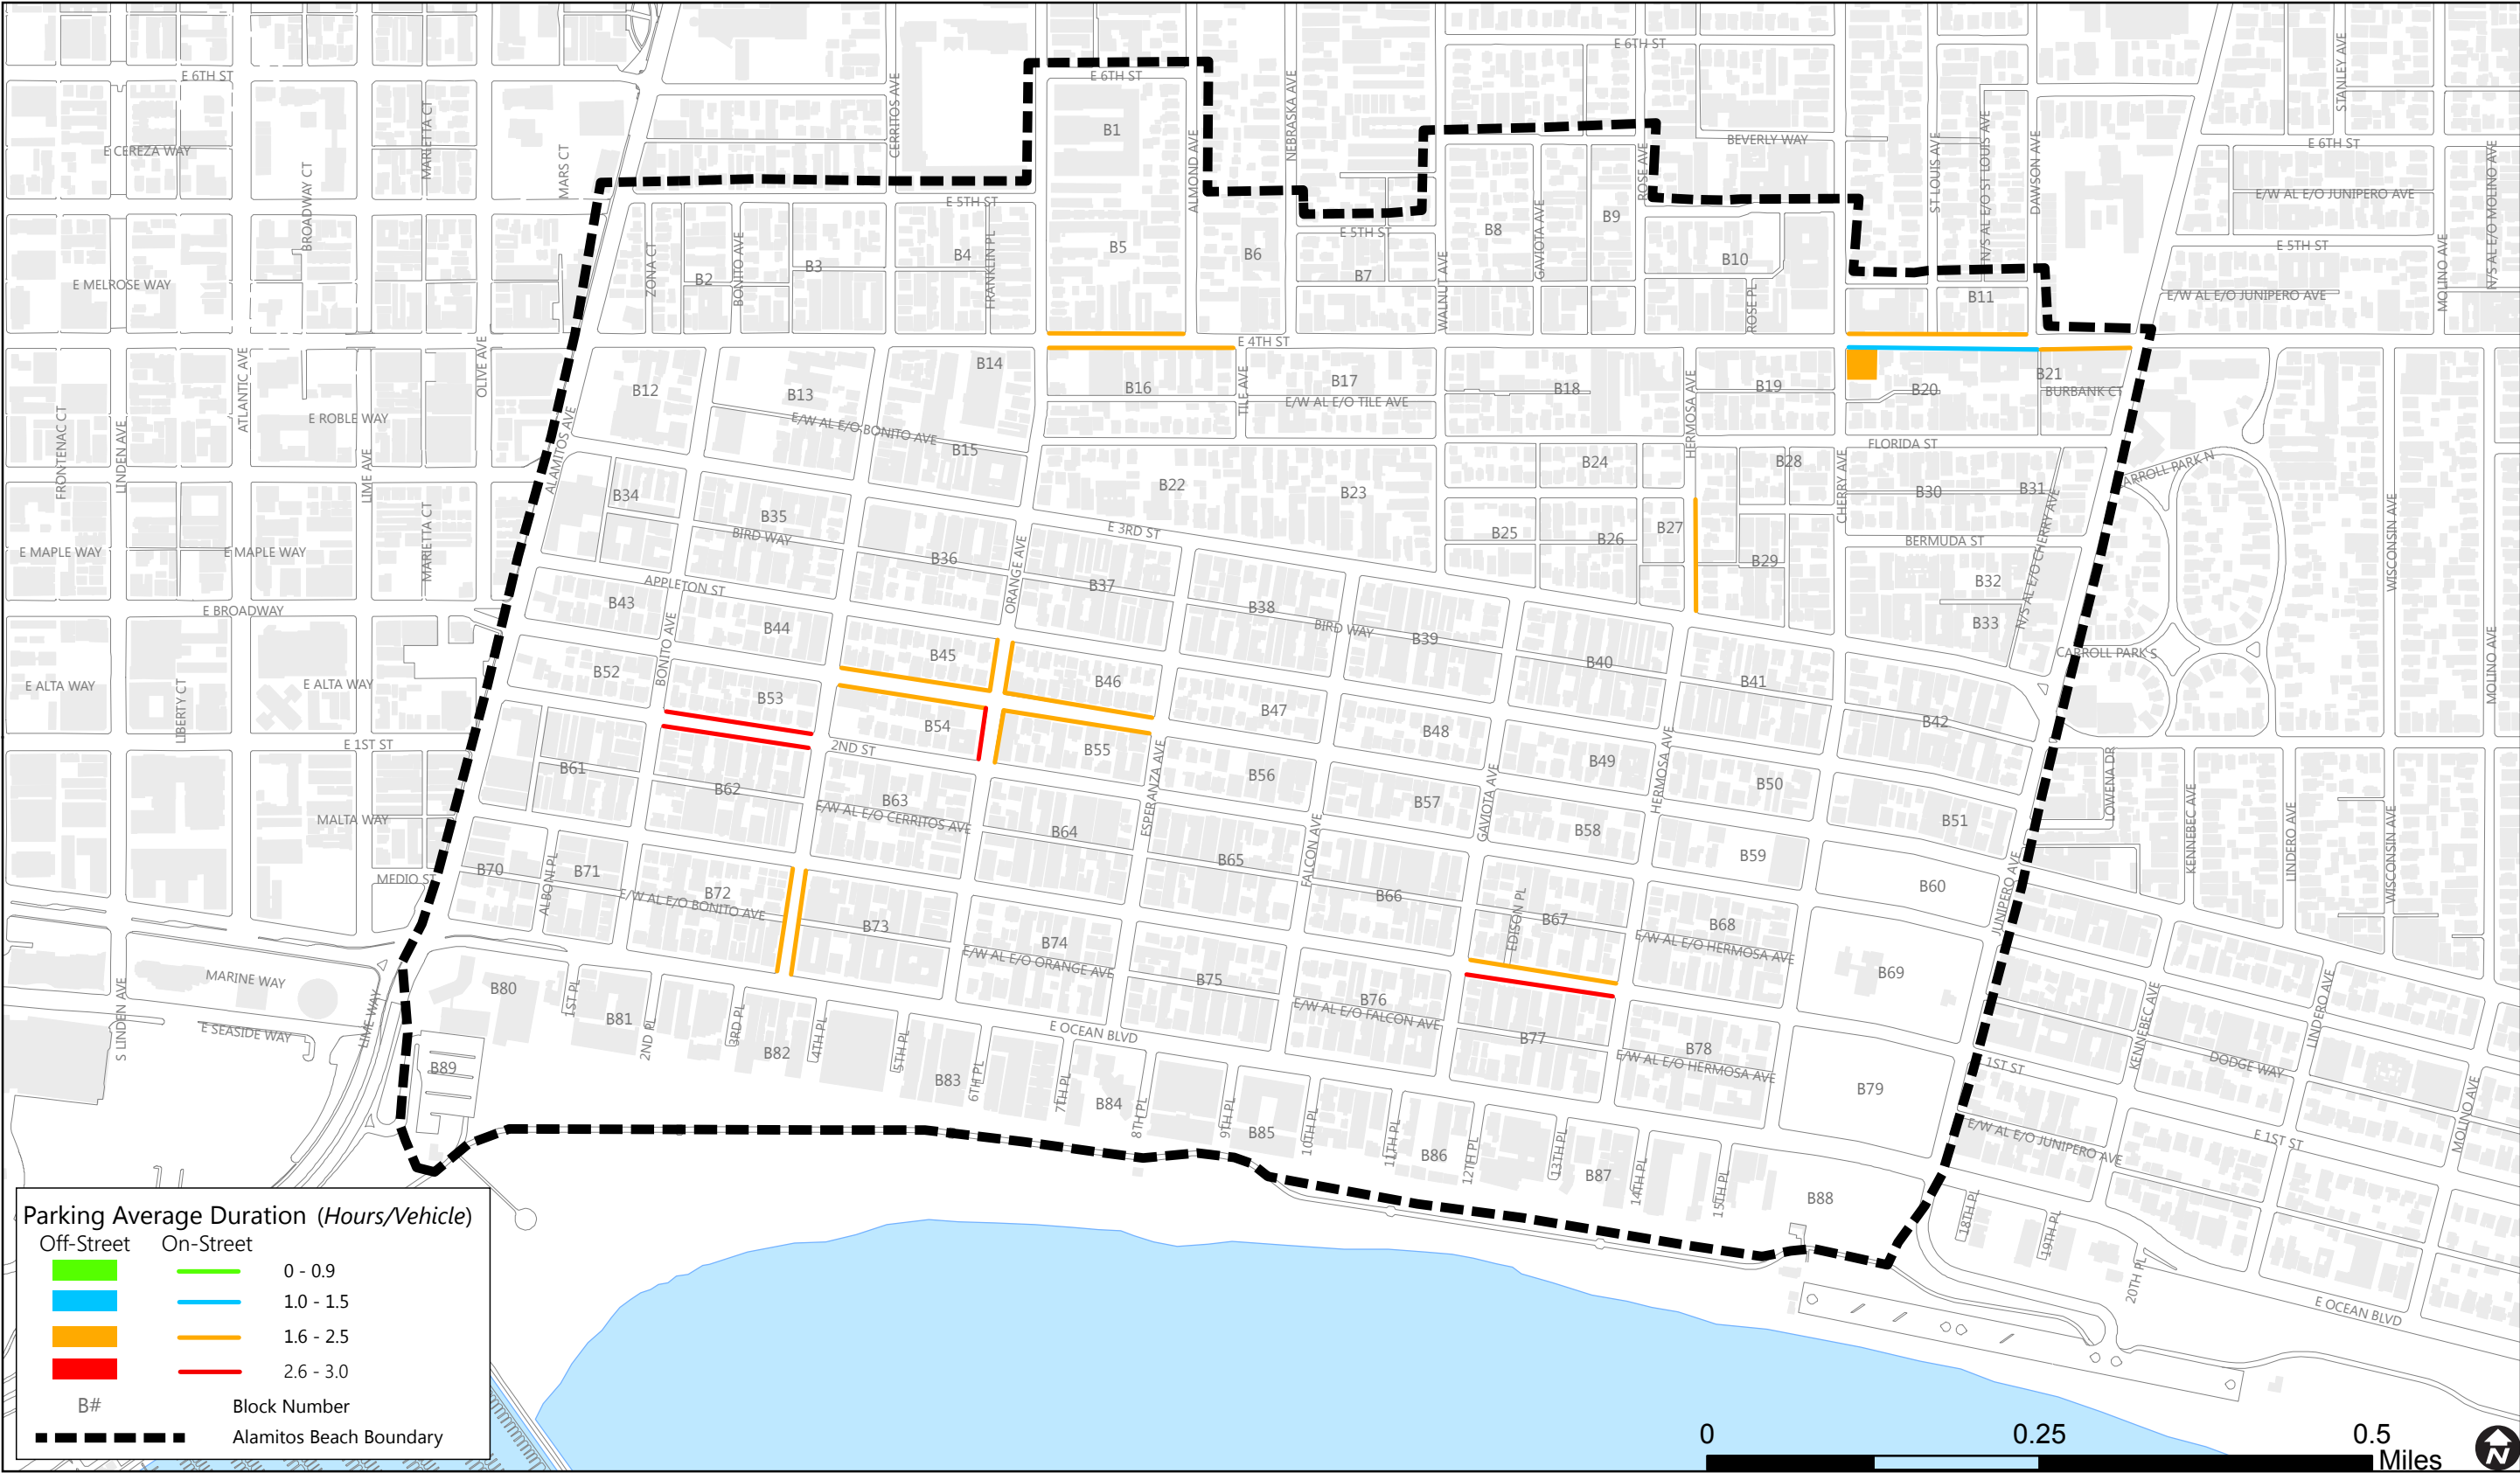 E 6TH ST
E 6TH ST
E 6TH ST
STANLEY AVE
CERRITOS AVE
NEBRASKA AVE
MARIETTA CT
B1
ALMOND AVE
BEVERLY WAY
ST LOUIS AVE
N/S AL E/O ST LOUIS AVE
DAWSON AVE
E 6TH ST
E CEREZA WAY
MARS CT
ROSE AVE
E/W AL E/O JUNIPERO AVE
N/S AL E/O MOLINO AVE
BROADWAY CT
E 5TH ST
E 5TH ST
E 5TH ST
ZONA CT
B2
BONITO AVE
B3
B4
FRANKLIN PL
B5
B6
B7
WALNUT AVE
B8
GAVIOTA AVE
B9
B10
ROSE PL
B11
MOLINO AVE
E MELROSE WAY
E/W AL E/O JUNIPERO AVE
E 4TH ST
OLIVE AVE
ATLANTIC AVE
B12
B13
B14
B16
TILE AVE
B17
B18
HERMOSA AVE
B19
B20
B21
BURBANK CT
E/W AL E/O TILE AVE
E ROBLE WAY
E/W AL E/O BONITO AVE
B15
FRONTENAC CT
LINDEN AVE
LIME AVE
ALAMITOS AVE
FLORIDA ST
CARROLL PARK N
B34
B35
B22
B23
B24
B28
CHERRY AVE
B30
B31
BIRD WAY
B36
ORANGE AVE
E 3RD ST
B25
B26
B27
B29
BERMUDA ST
N/S AL E/O CHERRY AVE
WISCONSIN AVE
E MAPLE WAY
E MAPLE WAY
MARIETTA CT
B37
APPLETON ST
B43
B44
B38
B32
B33
E BROADWAY
BONITO AVE
BIRD WAY
B39
B40
B41
CARROLL PARK S
MOLINO AVE
B45
B46
B52
B53
E ALTA WAY
LIBERTY CT
E ALTA WAY
B54
B47
B48
B42
2ND ST
B55
E 1ST ST
B61
B62
B63
ESPERANZA AVE
B56
B49
HERMOSA AVE
B50
LOWENA DR
B57
GAVIOTA AVE
B51
MALTA WAY
E/W AL E/O CERRITOS AVE
B64
B58
KENNEBEC AVE
LINDERO AVE
WISCONSIN AVE
B65
FALCON AVE
B59
B70
ALBONI PL
B71
B72
MEDIO ST
E/W AL E/O BONITO AVE
B73
B66
EDISON PL
B67
B60
JUNIPERO AVE
B68
E/W AL E/O HERMOSA AVE
B74
E/W AL E/O ORANGE AVE
B75
B69
MARINE WAY
B80
1ST PL
B81
2ND PL
3RD PL
B82
4TH PL
5TH PL
B76
E/W AL E/O FALCON AVE
E SEASIDE WAY
S LINDEN AVE
LIME WAY
E OCEAN BLVD
B77
B78
E/W AL E/O HERMOSA AVE
KENNEBEC AVE
LINDERO AVE
DODGE WAY
1ST ST
B89
B83
6TH PL
7TH PL
B84
8TH PL
9TH PL
B85
10TH PL
11TH PL
B86
12TH PL
13TH PL
B87
14TH PL
15TH PL
B79
E/W AL E/O JUNIPERO AVE
E 1ST ST
MOLINO AVE
B88
18TH PL
19TH PL
20TH PL
E OCEAN BLVD
Parking Average Duration (Hours/Vehicle)
Off-Street On-Street
0 - 0.9
1.0 - 1.5
1.6 - 2.5
2.6 - 3.0
B# Block Number
Alamitos Beach Boundary
0 0.25 0.5
Miles
N